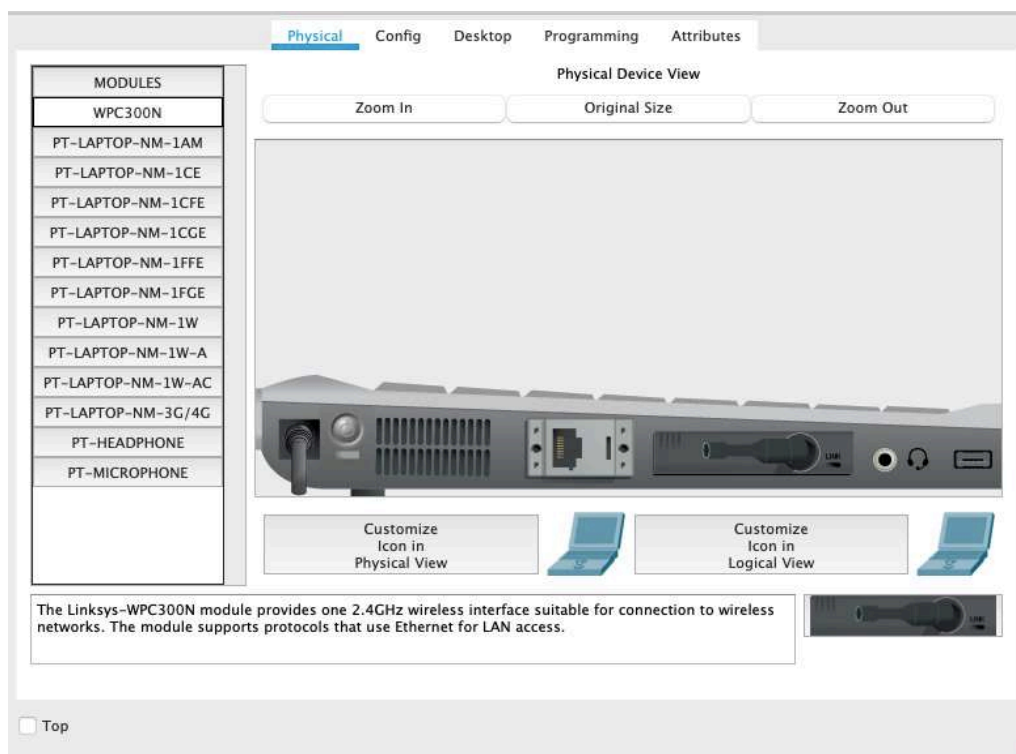 Physical Config Desktop Programming Attributes
MODULES
WPC300N
PT-LAPTOP-NM-1AM
PT-LAPTOP-NM-1CE
PT-LAPTOP-NM-1CFE
PT-LAPTOP-NM-1CGE
PT-LAPTOP-NM-1FFE
PT-LAPTOP-NM-1FGE
PT-LAPTOP-NM-1W
PT-LAPTOP-NM-1W-A
PT-LAPTOP-NM-1W-AC
PT-LAPTOP-NM-3G/4G
PT-HEADPHONE
PT-MICROPHONE
Physical Device View
Zoom In Original Size Zoom Out
LINK
Customize
Icon in
Physical View
Customize
Icon in
Logical View
The Linksys-WPC300N module provides one 2.4GHz wireless interface suitable for connection to wireless
networks. The module supports protocols that use Ethernet for LAN access.
LINK
Top